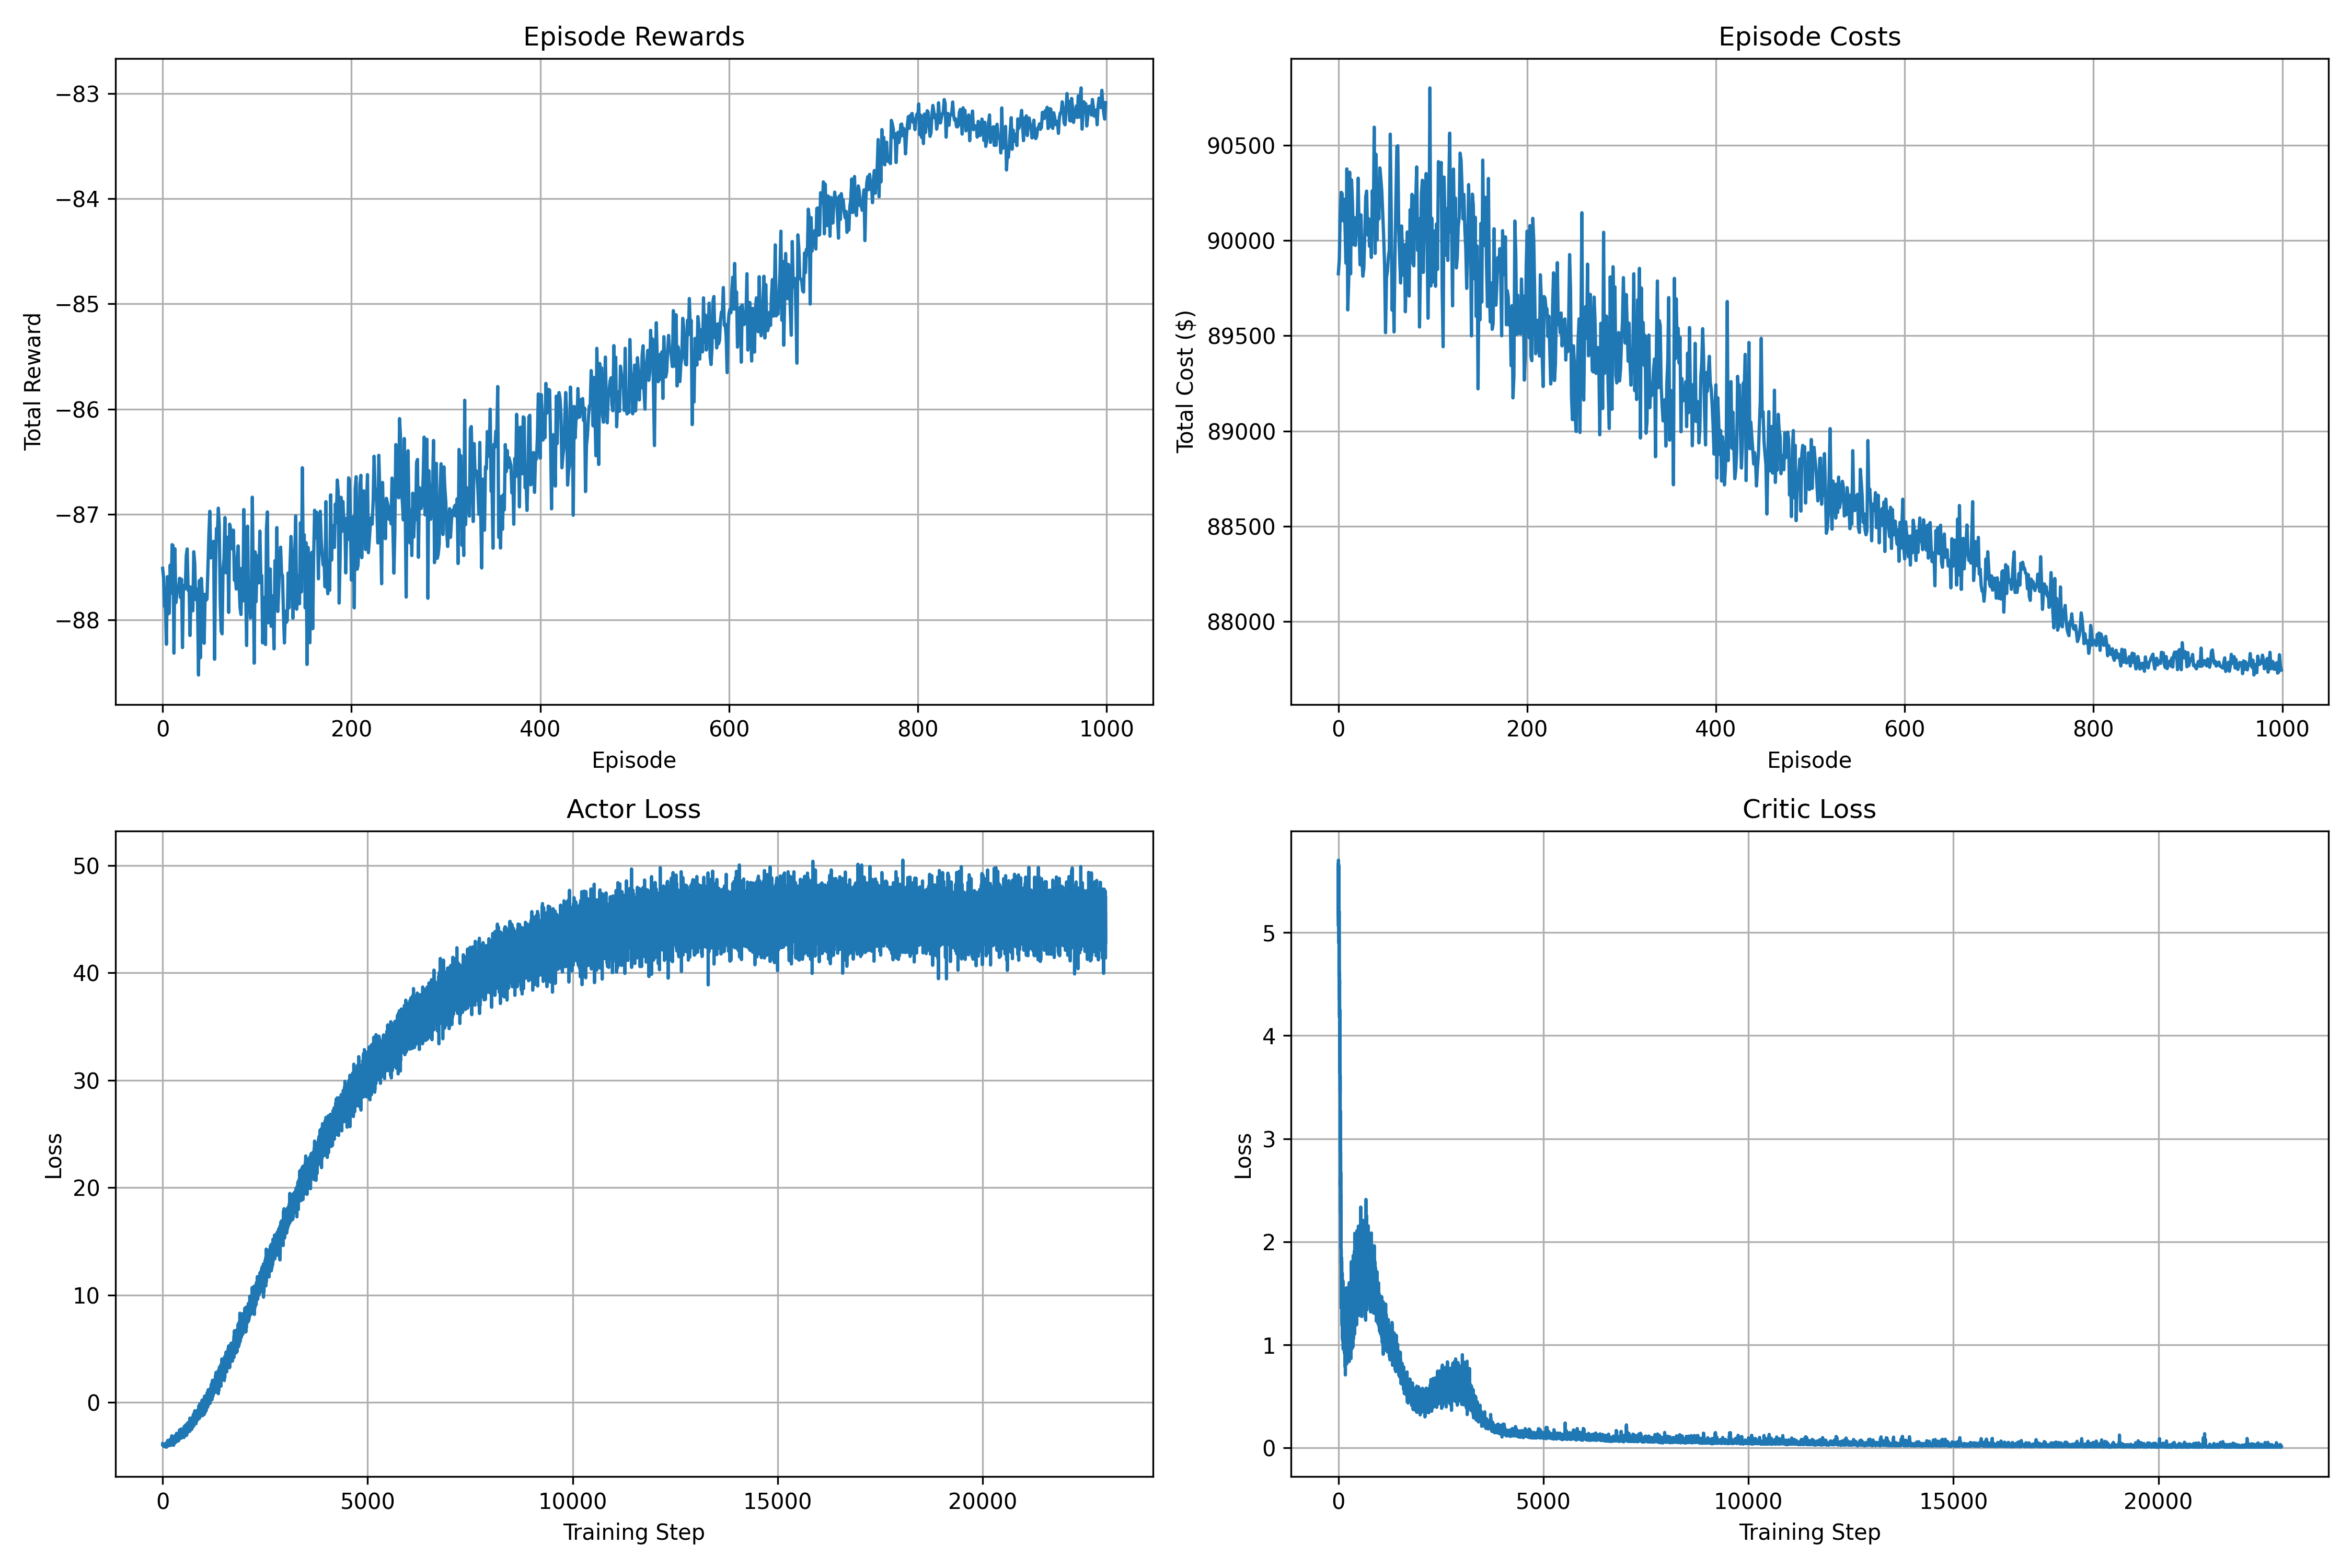 Episode Rewards
Total Reward
−83
−84
−85
−86
−87
−88
0 200 400 600 800 1000
Episode
Episode Costs
Total Cost ($)
90500
90000
89500
89000
88500
88000
0 200 400 600 800 1000
Episode
Actor Loss
Loss
50
40
30
20
10
0
0 5000 10000 15000 20000
Training Step
Critic Loss
Loss
5
4
3
2
1
0
0 5000 10000 15000 20000
Training Step